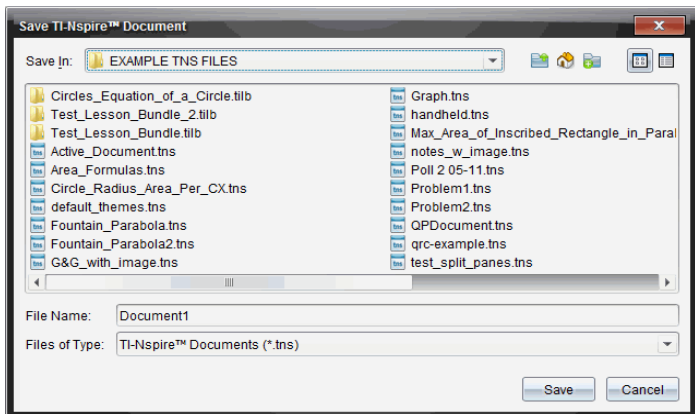 Save TI-Nspire™ Document
Save In: EXAMPLE TNS FILES
Circles_Equation_of_a_Circle.tilb
Test_Lesson_Bundle_2.tilb
Test_Lesson_Bundle.tilb
Active_Document.tns
Area_Formulas.tns
Circle_Radius_Area_Per_CX.tns
default_themes.tns
Fountain_Parabola.tns
Fountain_Parabola2.tns
G&G_with_image.tns
Graph.tns
handheld.tns
Max_Area_of_Inscribed_Rectangle_in_Paral
notes_w_image.tns
Poll 2 05-11.tns
Problem1.tns
Problem2.tns
QPDocument.tns
qrc-example.tns
test_split_panes.tns
File Name: Document1
Files of Type: TI-Nspire™ Documents (*.tns)
Save Cancel